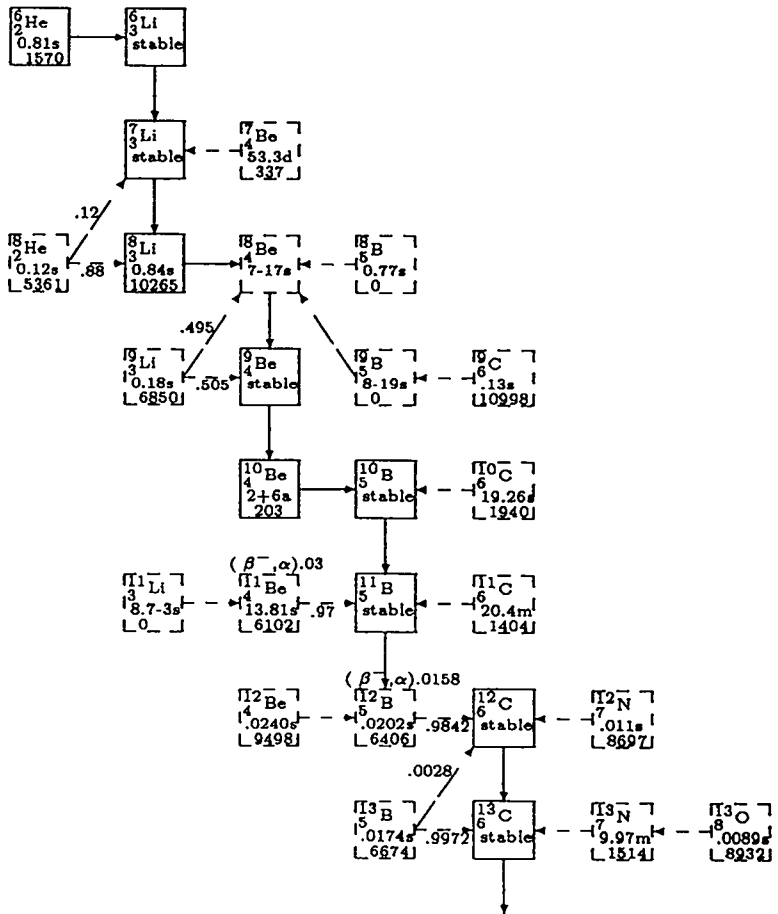 6 2 He
0.81s
1570
6 3 Li
stable
7 3 Li
stable
7 4 Be
53.3d
337
.12
8 2 He
0.12s
5361
.88
8 3 Li
0.84s
10265
8 4 Be
7-17s
8 5 B
0.77s
0
.495
9 3 Li
0.18s
6850
.505
9 4 Be
stable
9 5 B
8-19s
0
9 6 C
.13s
10998
10 4 Be
2+6a
203
10 5 B
stable
10 6 C
19.26s
1940
(β⁻,α).03
11 3 Li
8.7-3s
0
11 4 Be
13.81s
6102
.97
11 5 B
stable
11 6 C
20.4m
1404
(β⁻,α).0158
12 4 Be
.0240s
9498
12 5 B
.0202s
6406
.9842
12 6 C
stable
12 7 N
.011s
8697
.0028
13 5 B
.0174s
6674
.9972
13 6 C
stable
13 7 N
9.97m
1514
13 8 O
.0089s
8932